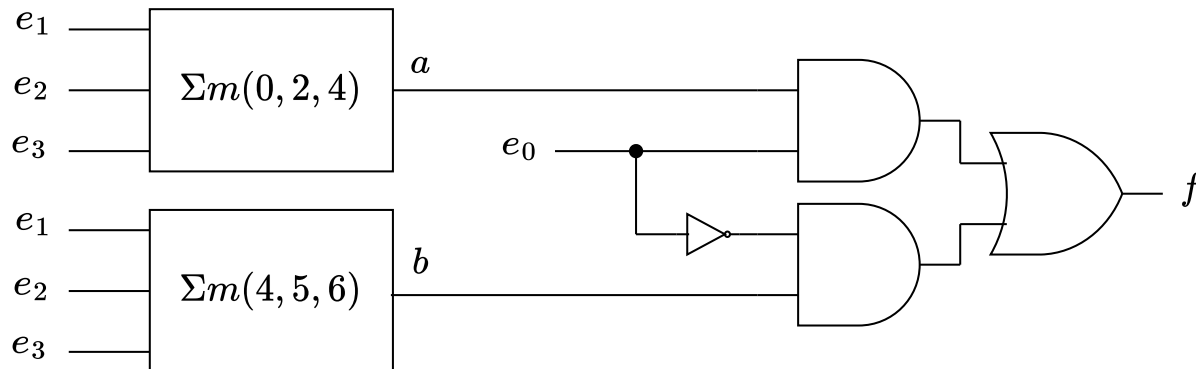 e₁
e₂ Σm(0, 2, 4) a
e₃ e₀
f
e₁
e₂ Σm(4, 5, 6) b
e₃